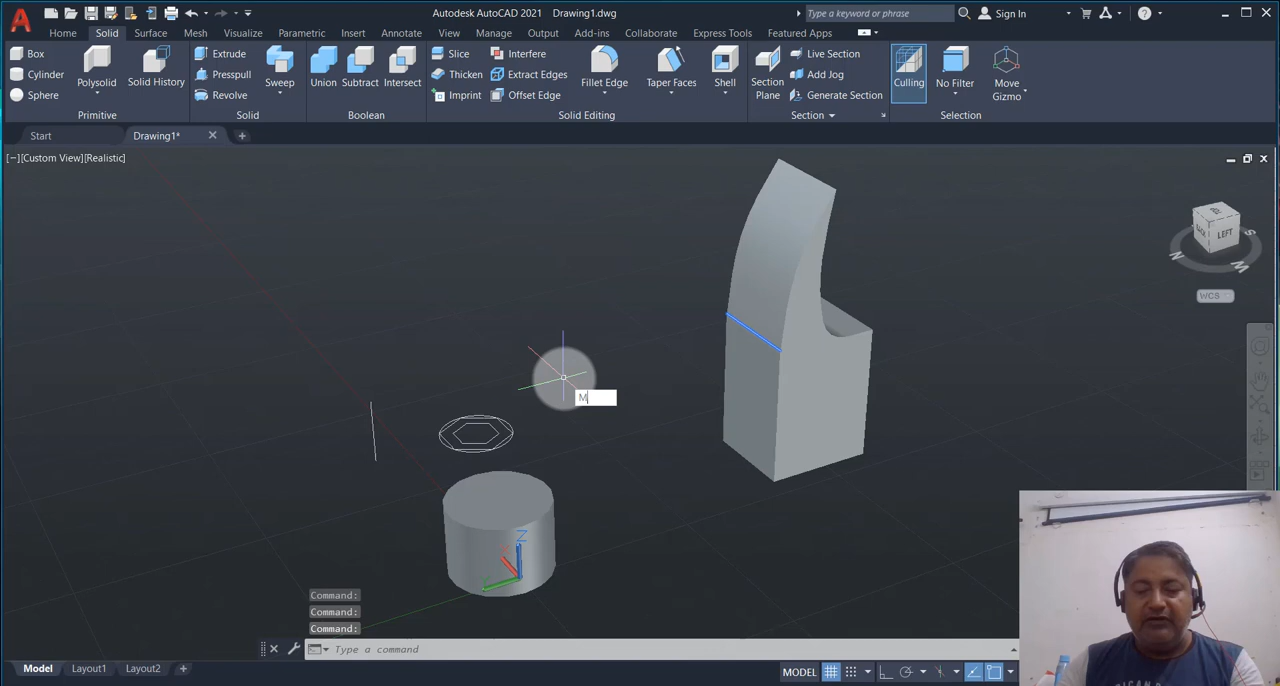 Autodesk AutoCAD 2021 Drawing1.dwg
Type a keyword or phrase
Sign In
Home Solid Surface Mesh Visualize Parametric Insert Annotate View Manage Output Add-ins Collaborate Express Tools Featured Apps
Box
Cylinder
Sphere
Polysolid
Solid History
Primitive
Extrude
Presspull
Revolve
Sweep
Solid
Union
Subtract
Intersect
Boolean
Slice
Thicken
Imprint
Interfere
Extract Edges
Offset Edge
Fillet Edge
Taper Faces
Shell
Solid Editing
Section
Plane
Live Section
Add Jog
Generate Section
Section
Culling
No Filter
Move
Gizmo
Selection
Start
Drawing1*
[−][Custom View][Realistic]
TOP
BACK
LEFT
S
N
WCS
M
Z
Command:
Command:
Command:
Type a command
Model Layout1 Layout2
MODEL